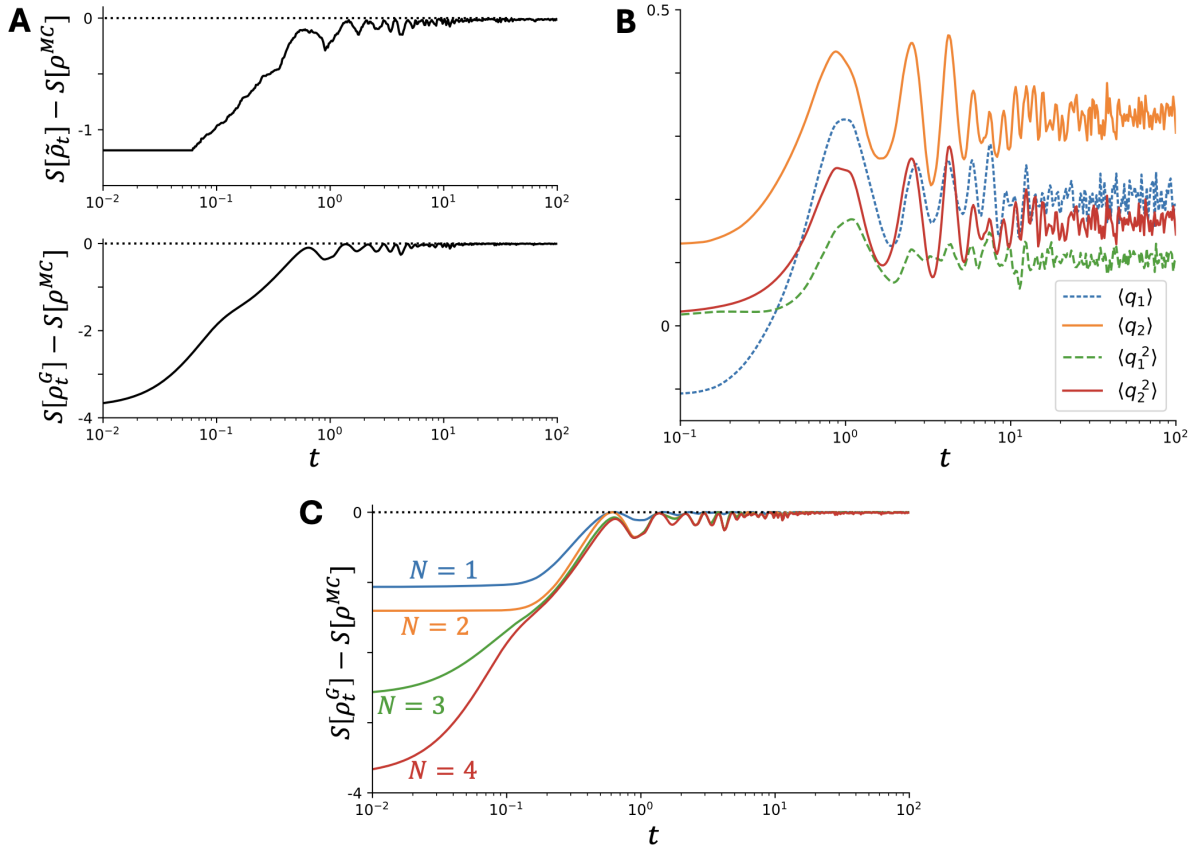 A
0
-1
S[ρ̃_t] − S[ρ^{MC}]
10^{-2} 10^{-1} 10^{0} 10^{1} 10^{2}
0
-2
-4
S[ρ_t^G] − S[ρ^{MC}]
10^{-2} 10^{-1} 10^{0} 10^{1} 10^{2}
t
B
0.5
0
⟨q_1⟩
⟨q_2⟩
⟨q_1^2⟩
⟨q_2^2⟩
10^{-1} 10^{0} 10^{1} 10^{2}
t
C
0
-4
S[ρ_t^G] − S[ρ^{MC}]
N = 1
N = 2
N = 3
N = 4
10^{-2} 10^{-1} 10^{0} 10^{1} 10^{2}
t